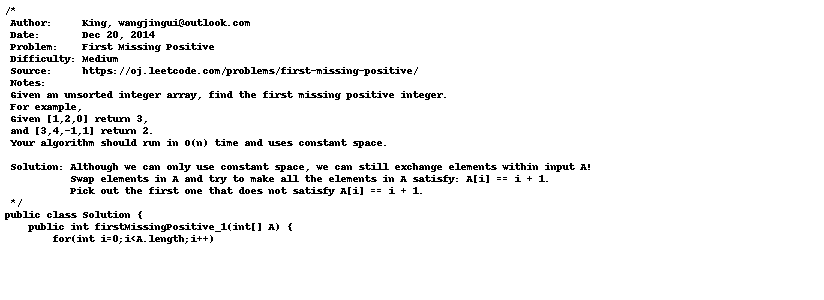 /*
 Author:     King, wangjingui@outlook.com
 Date:       Dec 20, 2014
 Problem:    First Missing Positive
 Difficulty: Medium
 Source:     https://oj.leetcode.com/problems/first-missing-positive/
 Notes:
 Given an unsorted integer array, find the first missing positive integer.
 For example,
 Given [1,2,0] return 3,
 and [3,4,-1,1] return 2.
 Your algorithm should run in O(n) time and uses constant space.

 Solution: Although we can only use constant space, we can still exchange elements within input A!
           Swap elements in A and try to make all the elements in A satisfy: A[i] == i + 1.
           Pick out the first one that does not satisfy A[i] == i + 1.
 */
public class Solution {
    public int firstMissingPositive_1(int[] A) {
        for(int i=0;i<A.length;i++)